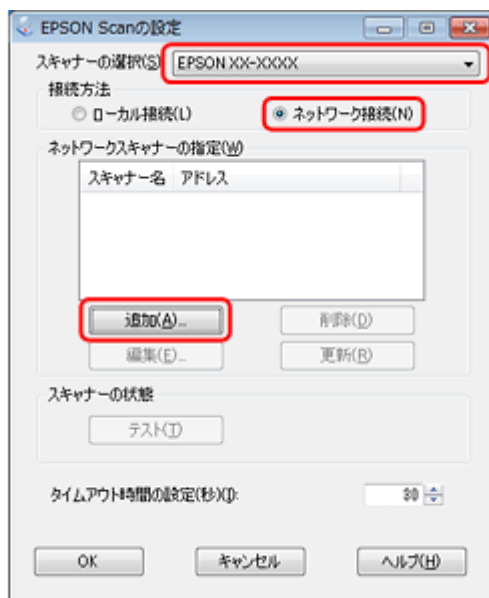 EPSON Scanの設定
スキャナーの選択(S) EPSON XX-XXXX
接続方法
ローカル接続(L) ネットワーク接続(N)
ネットワークスキャナーの指定(W)
スキャナー名 アドレス
追加(A)... 削除(D)
編集(E)... 更新(R)
スキャナーの状態
テスト(T)
タイムアウト時間の設定(秒)(I): 30
OK キャンセル ヘルプ(H)